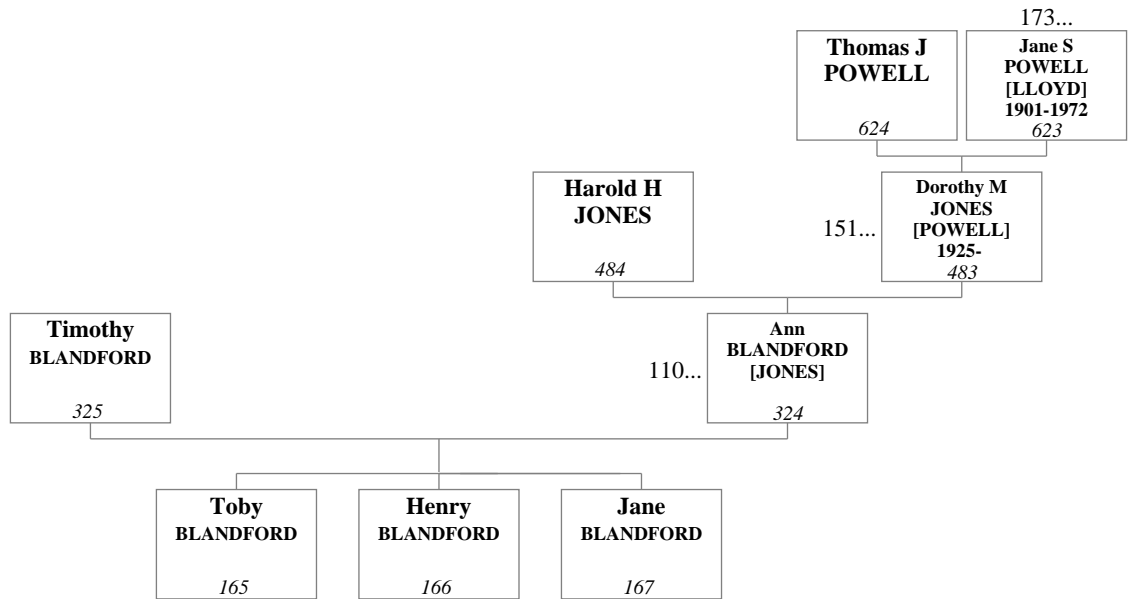 173...
Thomas J
POWELL
624
Jane S
POWELL
[LLOYD]
1901-1972
623
Harold H
JONES
484
151...
Dorothy M
JONES
[POWELL]
1925-
483
Timothy
BLANDFORD
325
110...
Ann
BLANDFORD
[JONES]
324
Toby
BLANDFORD
165
Henry
BLANDFORD
166
Jane
BLANDFORD
167